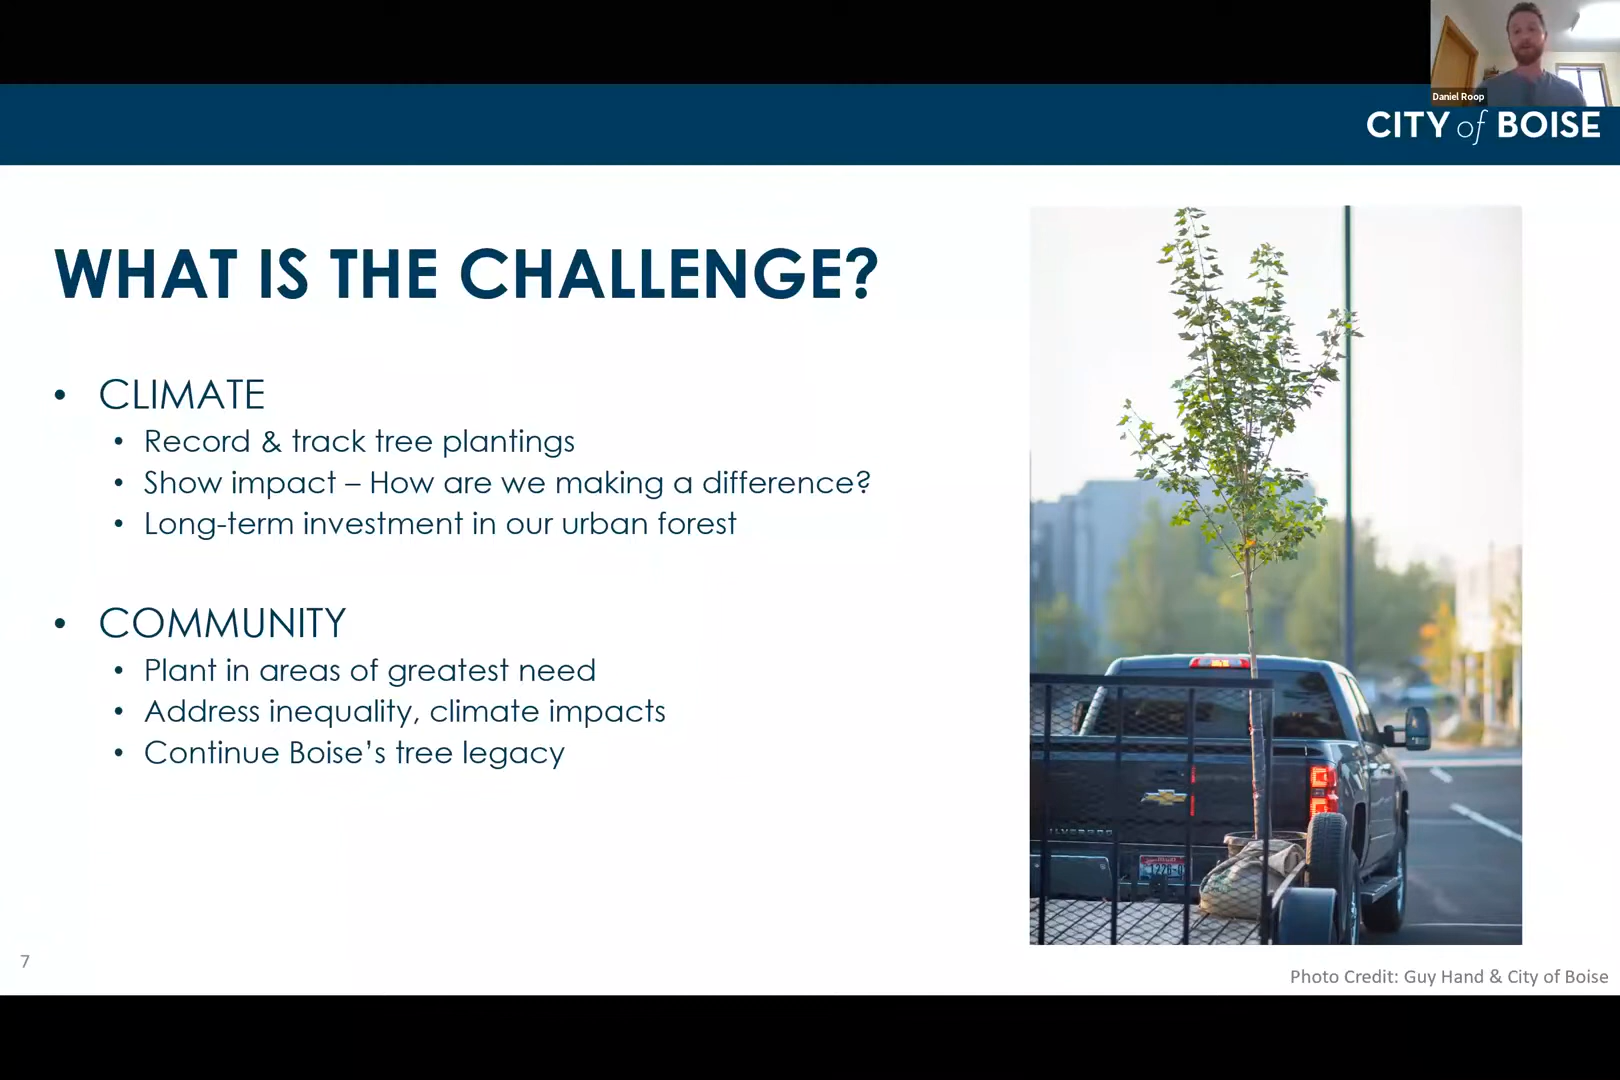 Daniel Roop
CITY of BOISE
WHAT IS THE CHALLENGE?
• CLIMATE
• Record & track tree plantings
• Show impact – How are we making a difference?
• Long-term investment in our urban forest
• COMMUNITY
• Plant in areas of greatest need
• Address inequality, climate impacts
• Continue Boise’s tree legacy
7
Photo Credit: Guy Hand & City of Boise